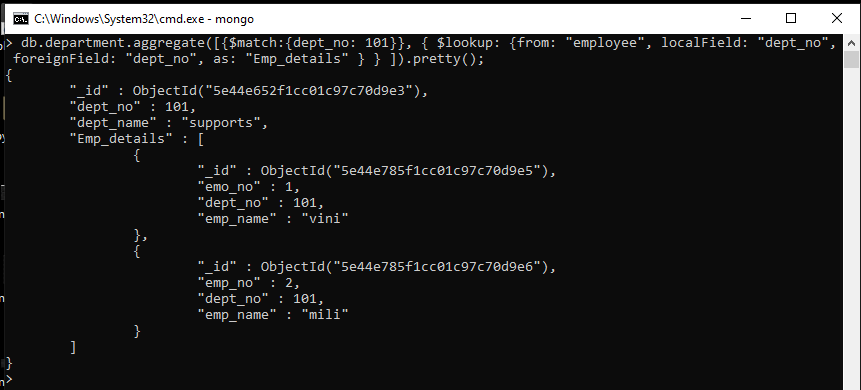 C:\Windows\System32\cmd.exe - mongo
> db.department.aggregate([{$match:{dept_no: 101}}, { $lookup: {from: "employee", localField: "dept_no",
foreignField: "dept_no", as: "Emp_details" } } ]).pretty();
{
"_id" : ObjectId("5e44e652f1cc01c97c70d9e3"),
"dept_no" : 101,
"dept_name" : "supports",
"Emp_details" : [
{
"_id" : ObjectId("5e44e785f1cc01c97c70d9e5"),
"emo_no" : 1,
"dept_no" : 101,
"emp_name" : "vini"
},
{
"_id" : ObjectId("5e44e785f1cc01c97c70d9e6"),
"emp_no" : 2,
"dept_no" : 101,
"emp_name" : "mili"
}
]
}
>